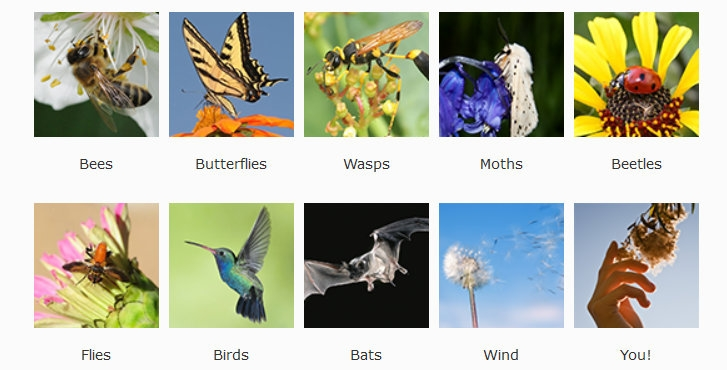 Bees Butterflies Wasps Moths Beetles
Flies Birds Bats Wind You!